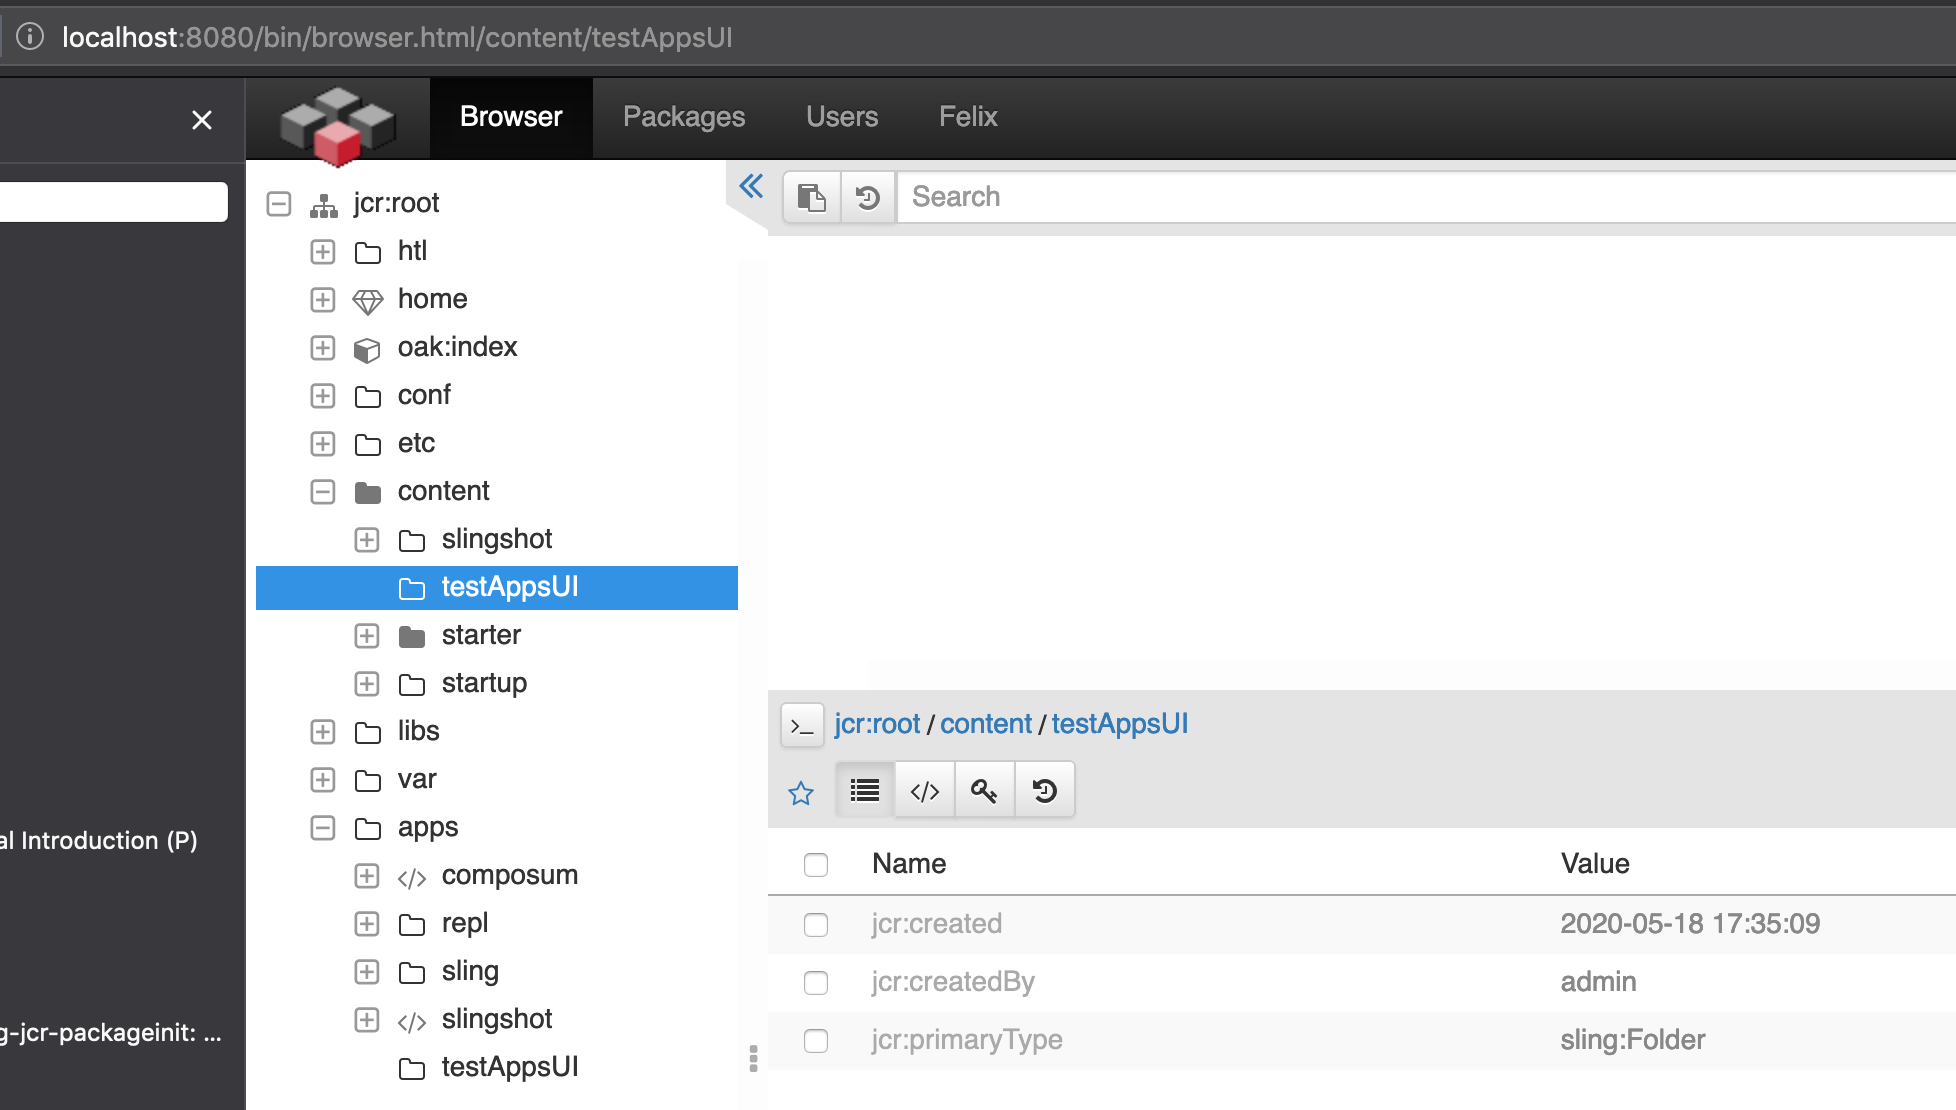 localhost:8080/bin/browser.html/content/testAppsUI
Browser Packages Users Felix
al Introduction (P)
g-jcr-packageinit: ...
jcr:root
htl
home
oak:index
conf
etc
content
slingshot
testAppsUI
starter
startup
libs
var
apps
composum
repl
sling
slingshot
testAppsUI
Search
jcr:root / content / testAppsUI
Name Value
jcr:created 2020-05-18 17:35:09
jcr:createdBy admin
jcr:primaryType sling:Folder